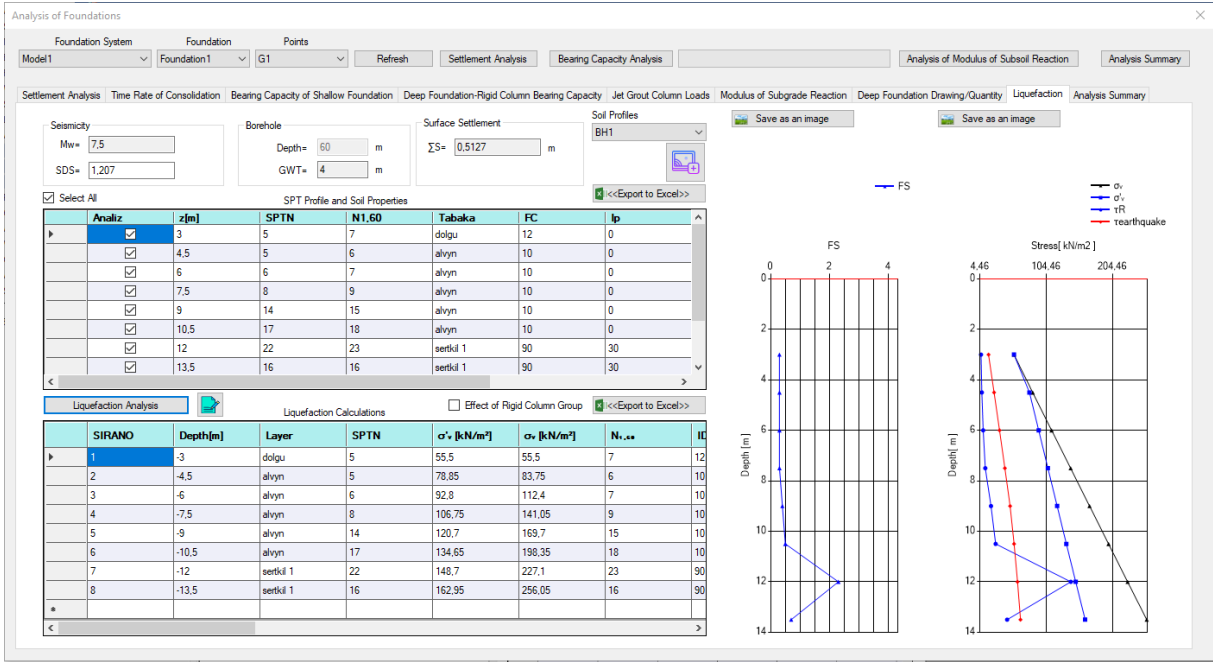 Analysis of Foundations
Foundation System Foundation Points
Model1 Foundation1 G1 Refresh Settlement Analysis Bearing Capacity Analysis Analysis of Modulus of Subsoil Reaction Analysis Summary
Settlement Analysis Time Rate of Consolidation Bearing Capacity of Shallow Foundation Deep Foundation-Rigid Column Bearing Capacity Jet Grout Column Loads Modulus of Subgrade Reaction Deep Foundation Drawing/Quantity Liquefaction Analysis Summary
Seismicity
Mw= 7,5
SDS= 1,207
Borehole
Depth= 60 m
GWT= 4 m
Surface Settlement
∑S= 0,5127 m
Soil Profiles
BH1
Save as an image
Save as an image
Select All
SPT Profile and Soil Properties
<<Export to Excel>>
Analiz z[m] SPTN N1,60 Tabaka FC Ip
3 5 7 dolgu 12 0
4,5 5 6 alvyn 10 0
6 6 7 alvyn 10 0
7,5 8 9 alvyn 10 0
9 14 15 alvyn 10 0
10,5 17 18 alvyn 10 0
12 22 23 sertkil 1 90 30
13,5 16 16 sertkil 1 90 30
Liquefaction Analysis
Liquefaction Calculations
Effect of Rigid Column Group
<<Export to Excel>>
SIRANO Depth[m] Layer SPTN σ'ᵥ [kN/m²] σᵥ [kN/m²] N₁,₆₀
1 -3 dolgu 5 55,5 55,5 7 12
2 -4,5 alvyn 5 78,85 83,75 6 10
3 -6 alvyn 6 92,8 112,4 7 10
4 -7,5 alvyn 8 106,75 141,05 9 10
5 -9 alvyn 14 120,7 169,7 15 10
6 -10,5 alvyn 17 134,65 198,35 18 10
7 -12 sertkil 1 22 148,7 227,1 23 90
8 -13,5 sertkil 1 16 162,95 256,05 16 90
FS
FS
0 2 4
0
2
4
6
8
10
12
14
Depth [m]
σᵥ
σ'ᵥ
τR
τearthquake
Stress[ kN/m2 ]
4,46 104,46 204,46
0
2
4
6
8
10
12
14
Depth[m]